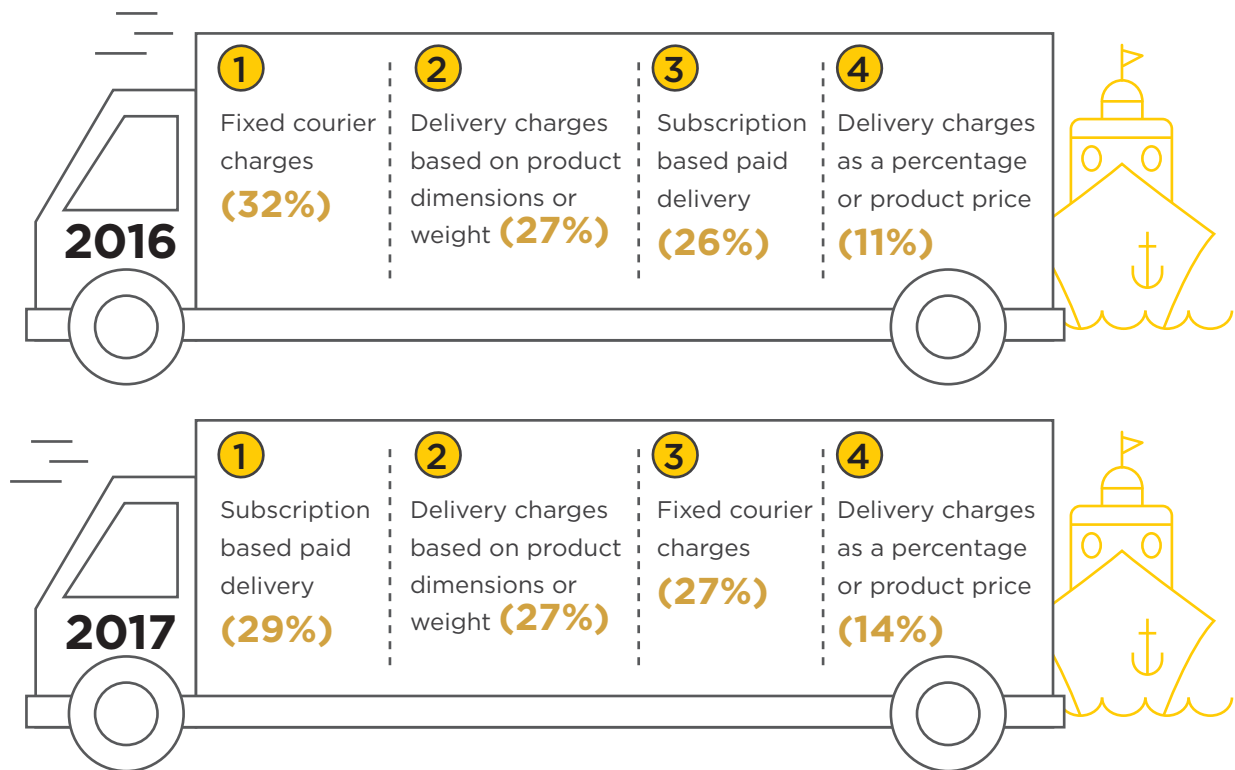 2016
1
Fixed courier
charges
(32%)
2
Delivery charges
based on product
dimensions or
weight (27%)
3
Subscription
based paid
delivery
(26%)
4
Delivery charges
as a percentage
or product price
(11%)
2017
1
Subscription
based paid
delivery
(29%)
2
Delivery charges
based on product
dimensions or
weight (27%)
3
Fixed courier
charges
(27%)
4
Delivery charges
as a percentage
or product price
(14%)